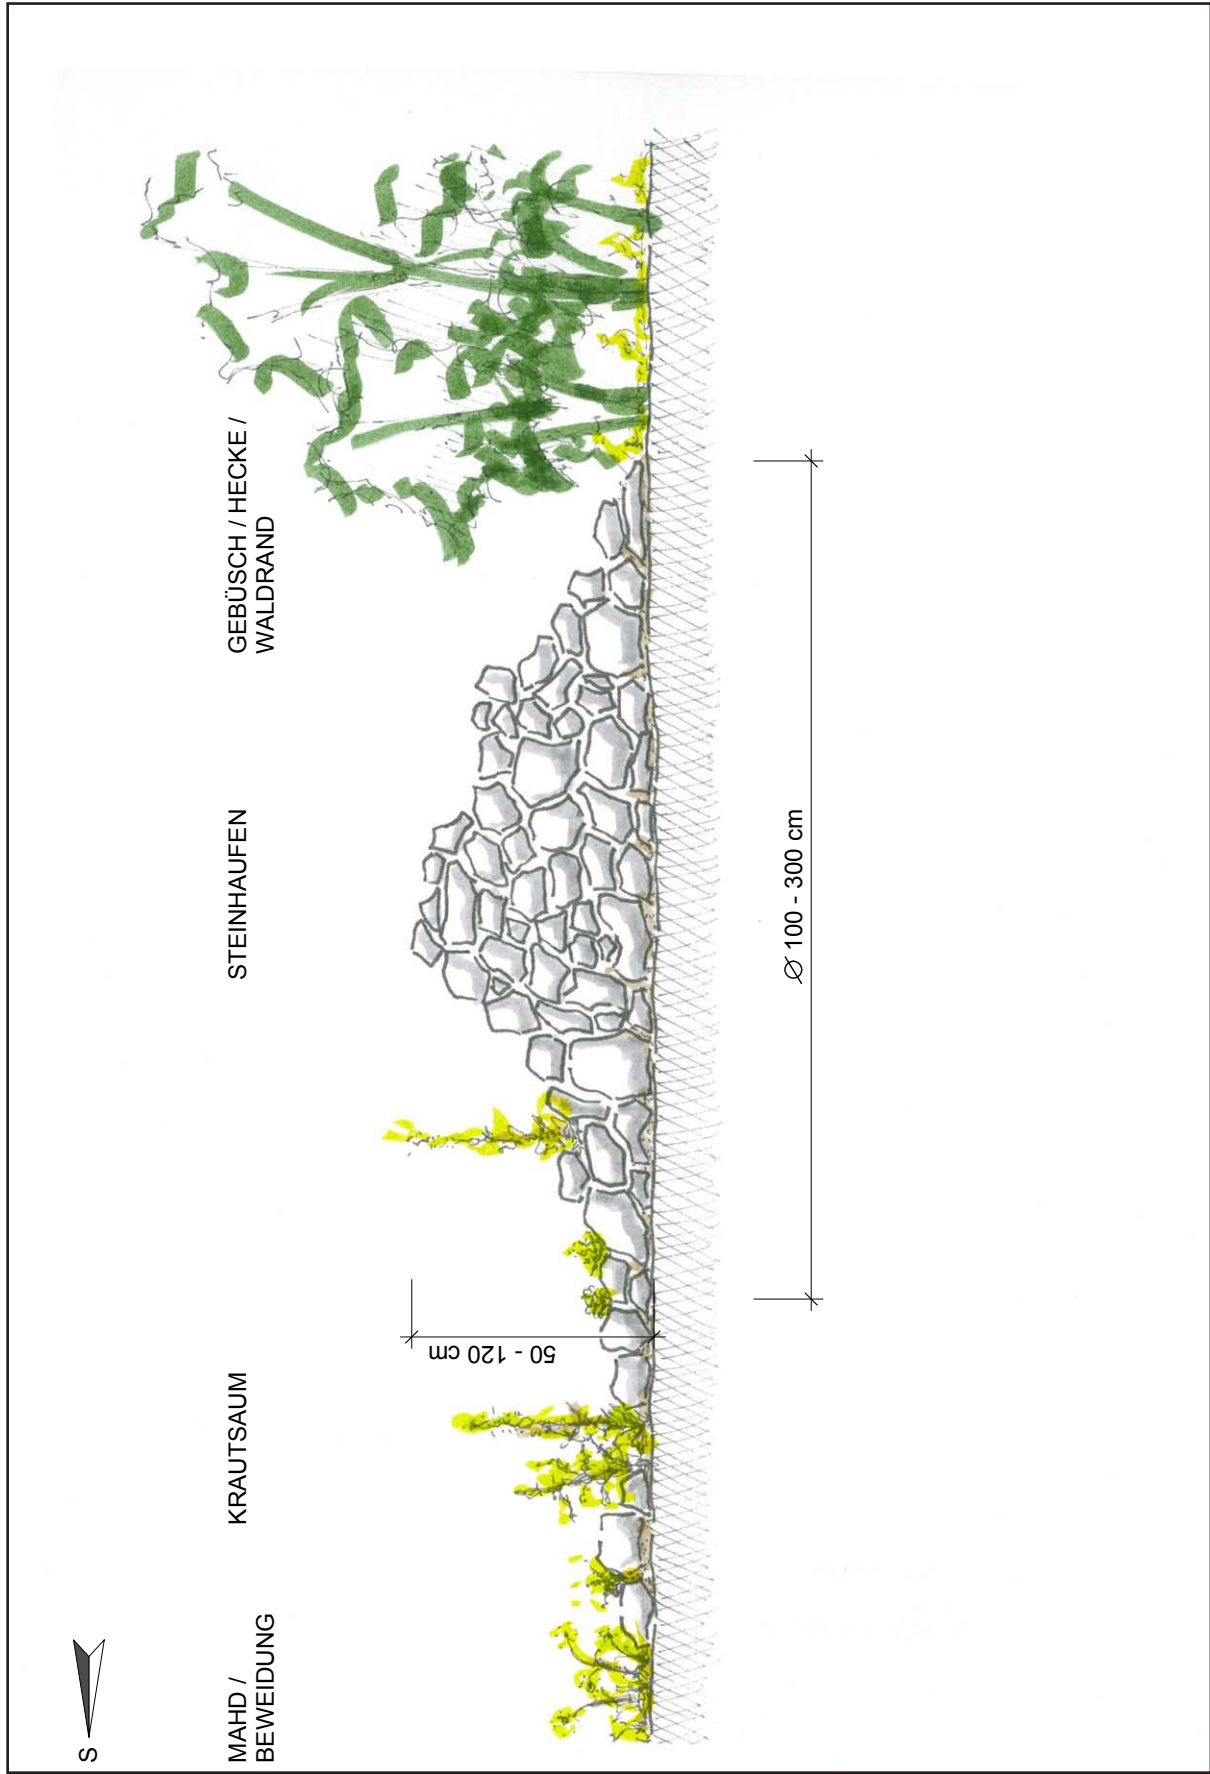 S
MAHD /
BEWEIDUNG
KRAUTSAUM
STEINHAUFEN
GEBÜSCH / HECKE /
WALDRAND
50 - 120 cm
Ø 100 - 300 cm